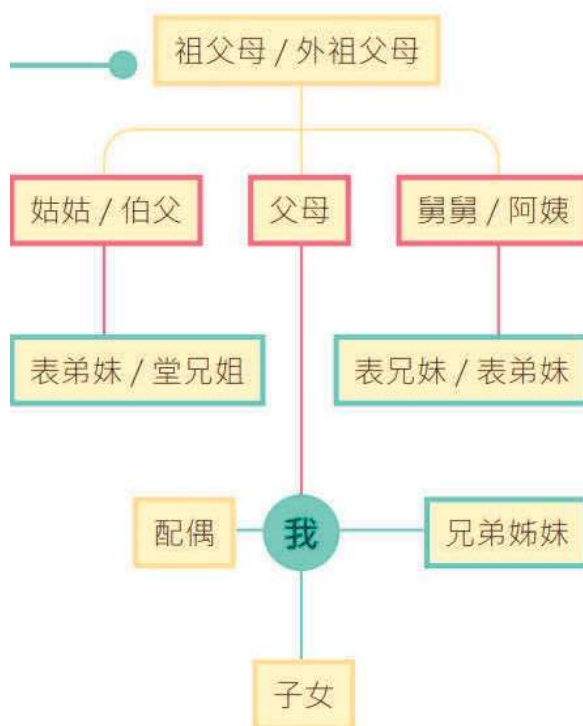 祖父母 / 外祖父母
姑姑 / 伯父
父母
舅舅 / 阿姨
表弟妹 / 堂兄姐
表兄妹 / 表弟妹
配偶
我
兄弟姊妹
子女